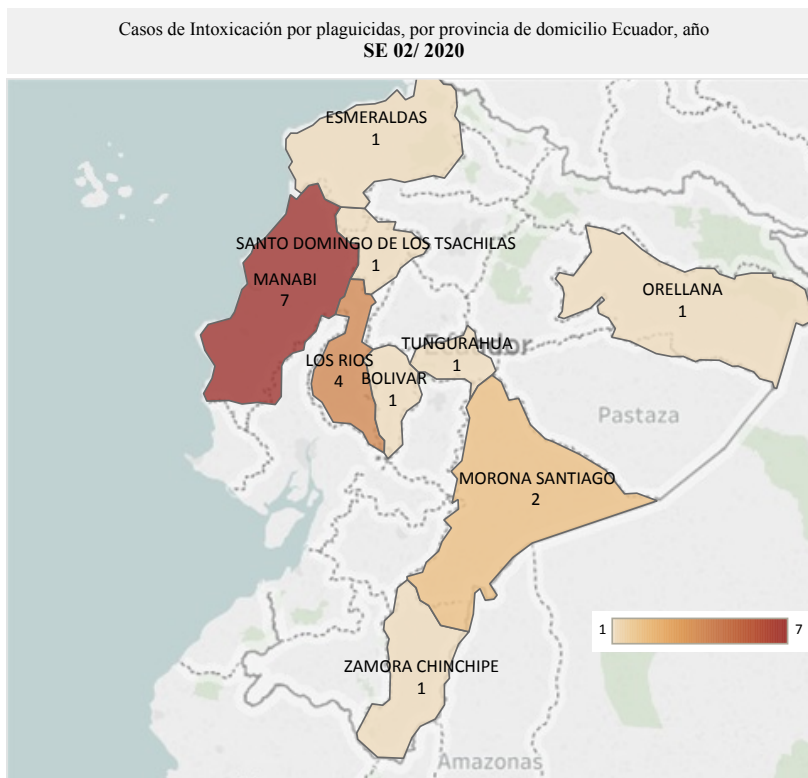 Casos de Intoxicación por plaguicidas, por provincia de domicilio Ecuador, año
SE 02/ 2020
ESMERALDAS
1
SANTO DOMINGO DE LOS TSACHILAS
1
MANABI
7
ORELLANA
1
Ecuador
TUNGURAHUA
1
LOS RIOS
4
BOLIVAR
1
Pastaza
MORONA SANTIAGO
2
1
7
ZAMORA CHINCHIPE
1
Amazonas